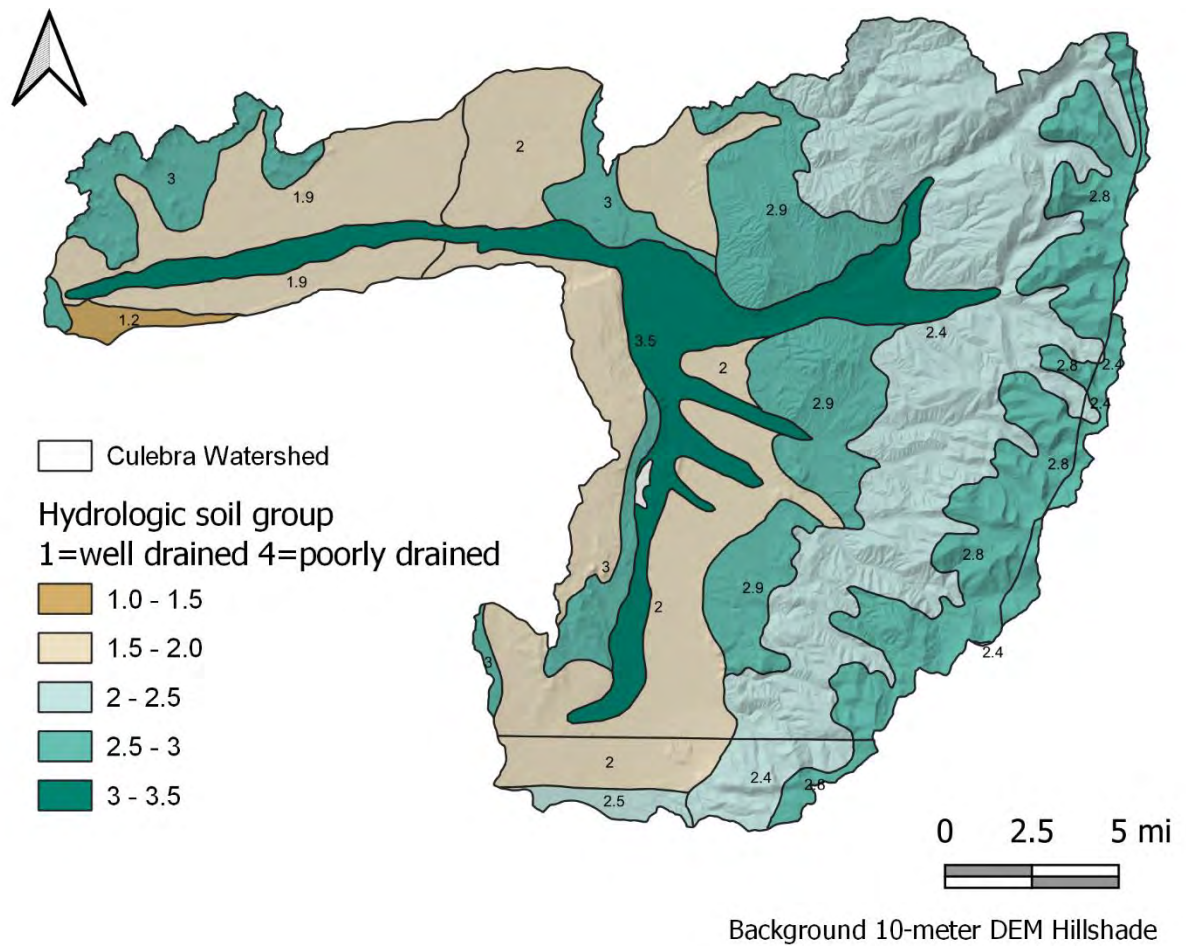 2
3
1.9
3
2.9
2.8
1.9
1.2
3.5
2.4
2
2.8
2.4
2.4
2.9
2.8
2.8
3
2.9
2
2.4
3
2
2.4
2.8
2.5
Culebra Watershed
Hydrologic soil group
1=well drained 4=poorly drained
1.0 - 1.5
1.5 - 2.0
2 - 2.5
2.5 - 3
3 - 3.5
0 2.5 5 mi
Background 10-meter DEM Hillshade